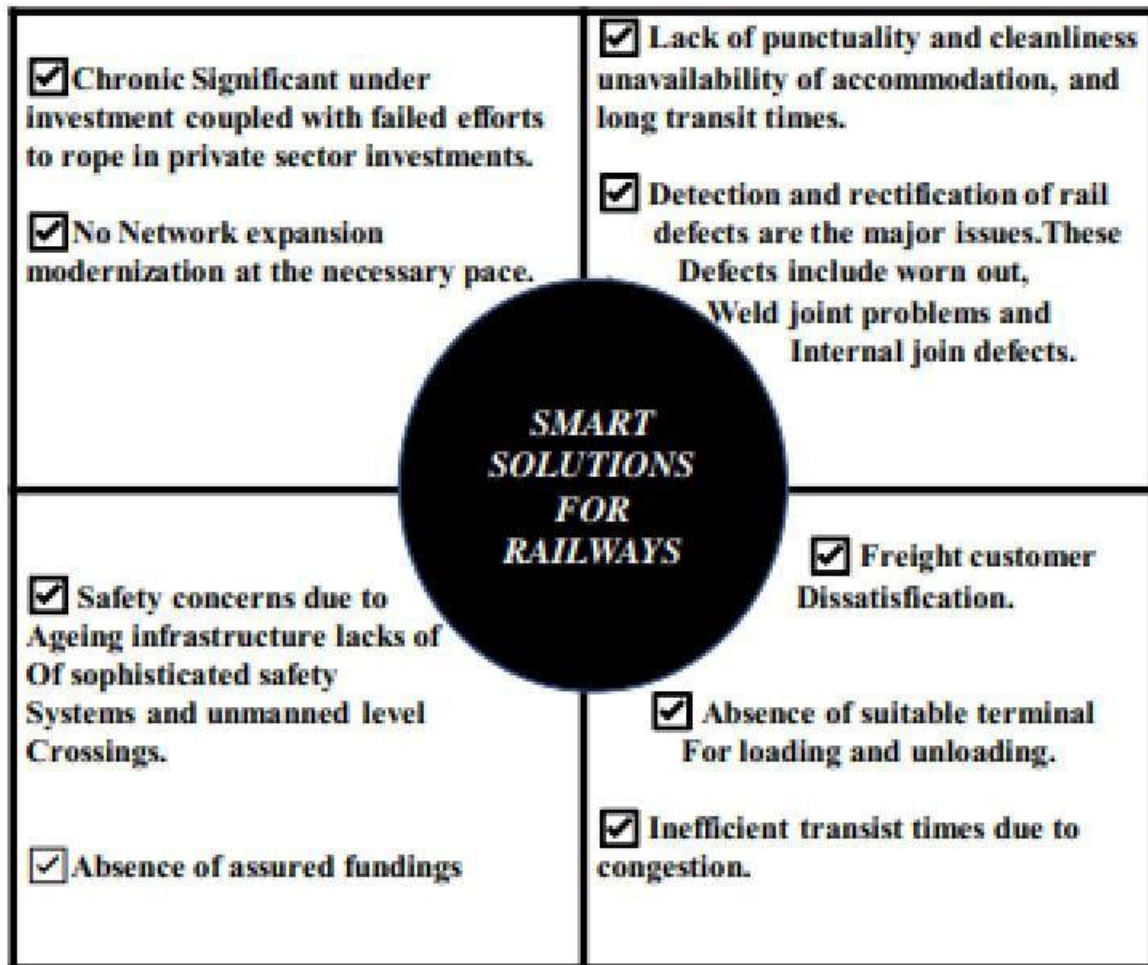 Chronic Significant under
investment coupled with failed efforts
to rope in private sector investments.
No Network expansion
modernization at the necessary pace.
Lack of punctuality and cleanliness
unavailability of accommodation, and
long transit times.
Detection and rectification of rail
defects are the major issues.These
Defects include worn out,
Weld joint problems and
Internal join defects.
SMART
SOLUTIONS
FOR
RAILWAYS
Safety concerns due to
Ageing infrastructure lacks of
Of sophisticated safety
Systems and unmanned level
Crossings.
Absence of assured fundings
Freight customer
Dissatisfication.
Absence of suitable terminal
For loading and unloading.
Inefficient transist times due to
congestion.